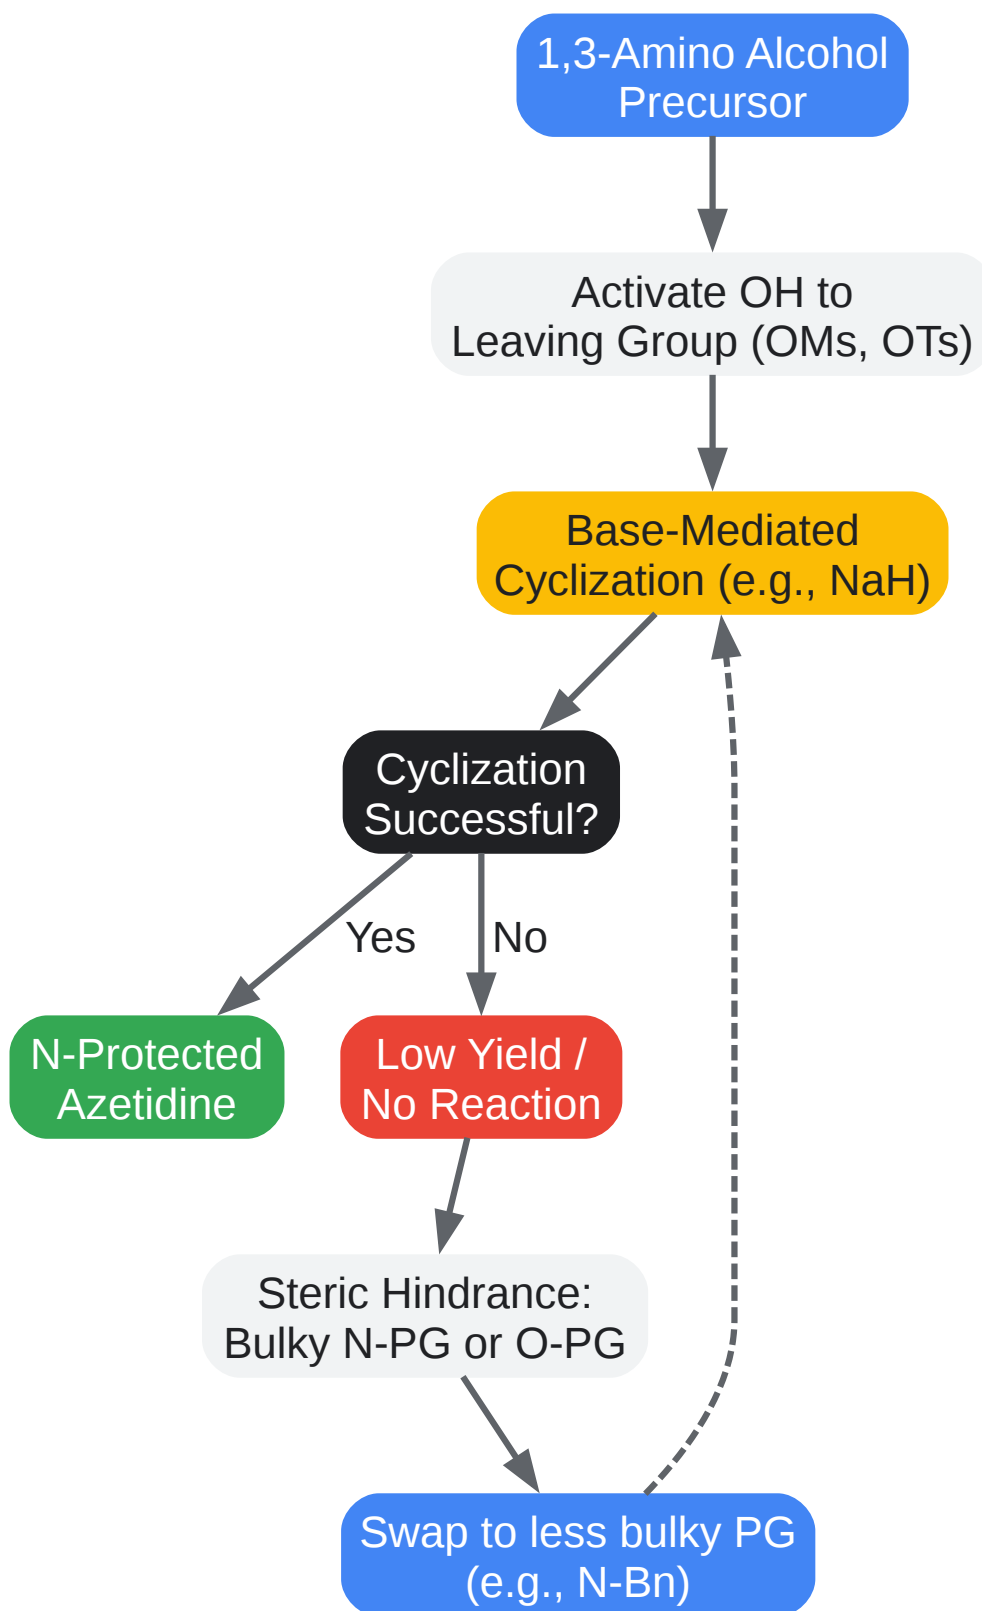 1,3-Amino Alcohol
Precursor
Activate OH to
Leaving Group (OMs, OTs)
Base-Mediated
Cyclization (e.g., NaH)
Cyclization
Successful?
Yes
No
N-Protected
Azetidine
Low Yield /
No Reaction
Steric Hindrance:
Bulky N-PG or O-PG
Swap to less bulky PG
(e.g., N-Bn)